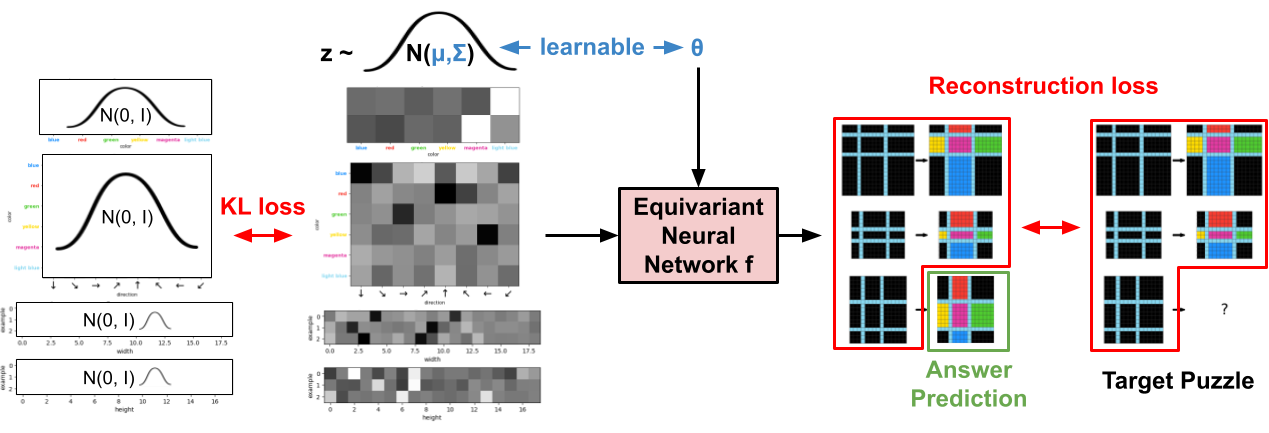 z ~ N(μ,Σ) learnable θ
Reconstruction loss
N(0, I)
blue red green yellow magenta light blue
color
blue red green yellow magenta light blue
color
blue
red
green
yellow
magenta
light blue
color
N(0, I)
↓ ↘ → ↗ ↑ ↖ ← ↙
direction
KL loss
blue
red
green
yellow
magenta
light blue
color
↓ ↘ → ↗ ↑ ↖ ← ↙
direction
Equivariant
Neural
Network f
example
0
1
2
N(0, I)
0.0 2.5 5.0 7.5 10.0 12.5 15.0 17.5
width
example
0
1
2
0.0 2.5 5.0 7.5 10.0 12.5 15.0 17.5
width
example
0
1
2
N(0, I)
0 2 4 6 8 10 12 14 16
height
example
0
1
2
0 2 4 6 8 10 12 14 16
height
?
Answer
Prediction
Target Puzzle